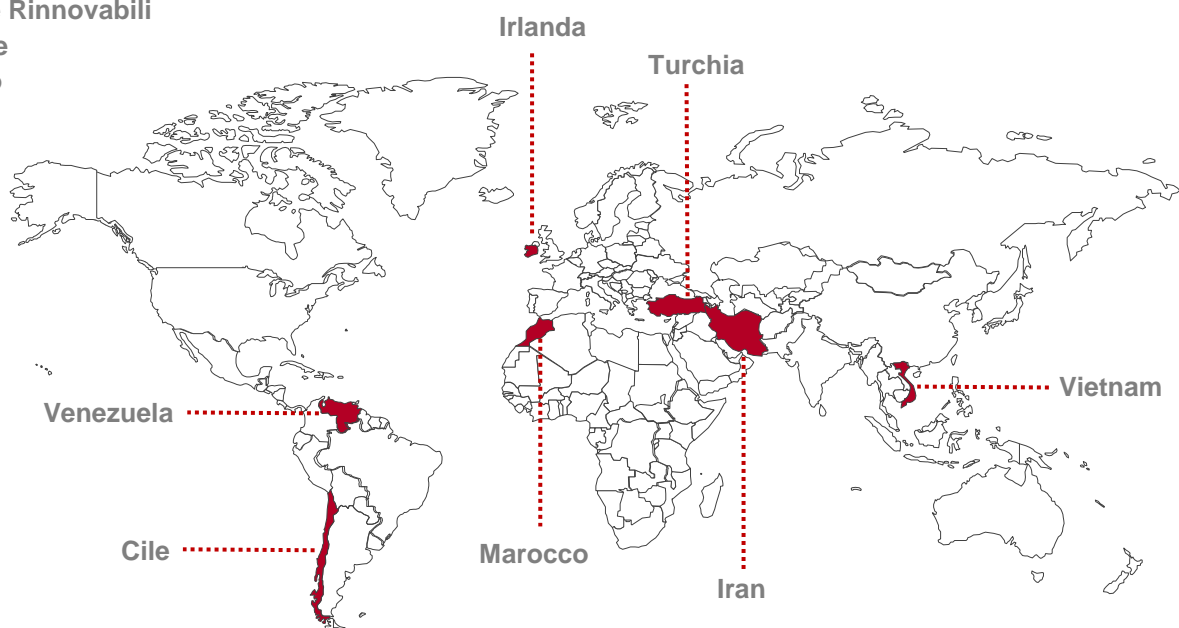 Rinnovabili
e
Irlanda
Turchia
Venezuela
Vietnam
Cile
Marocco
Iran